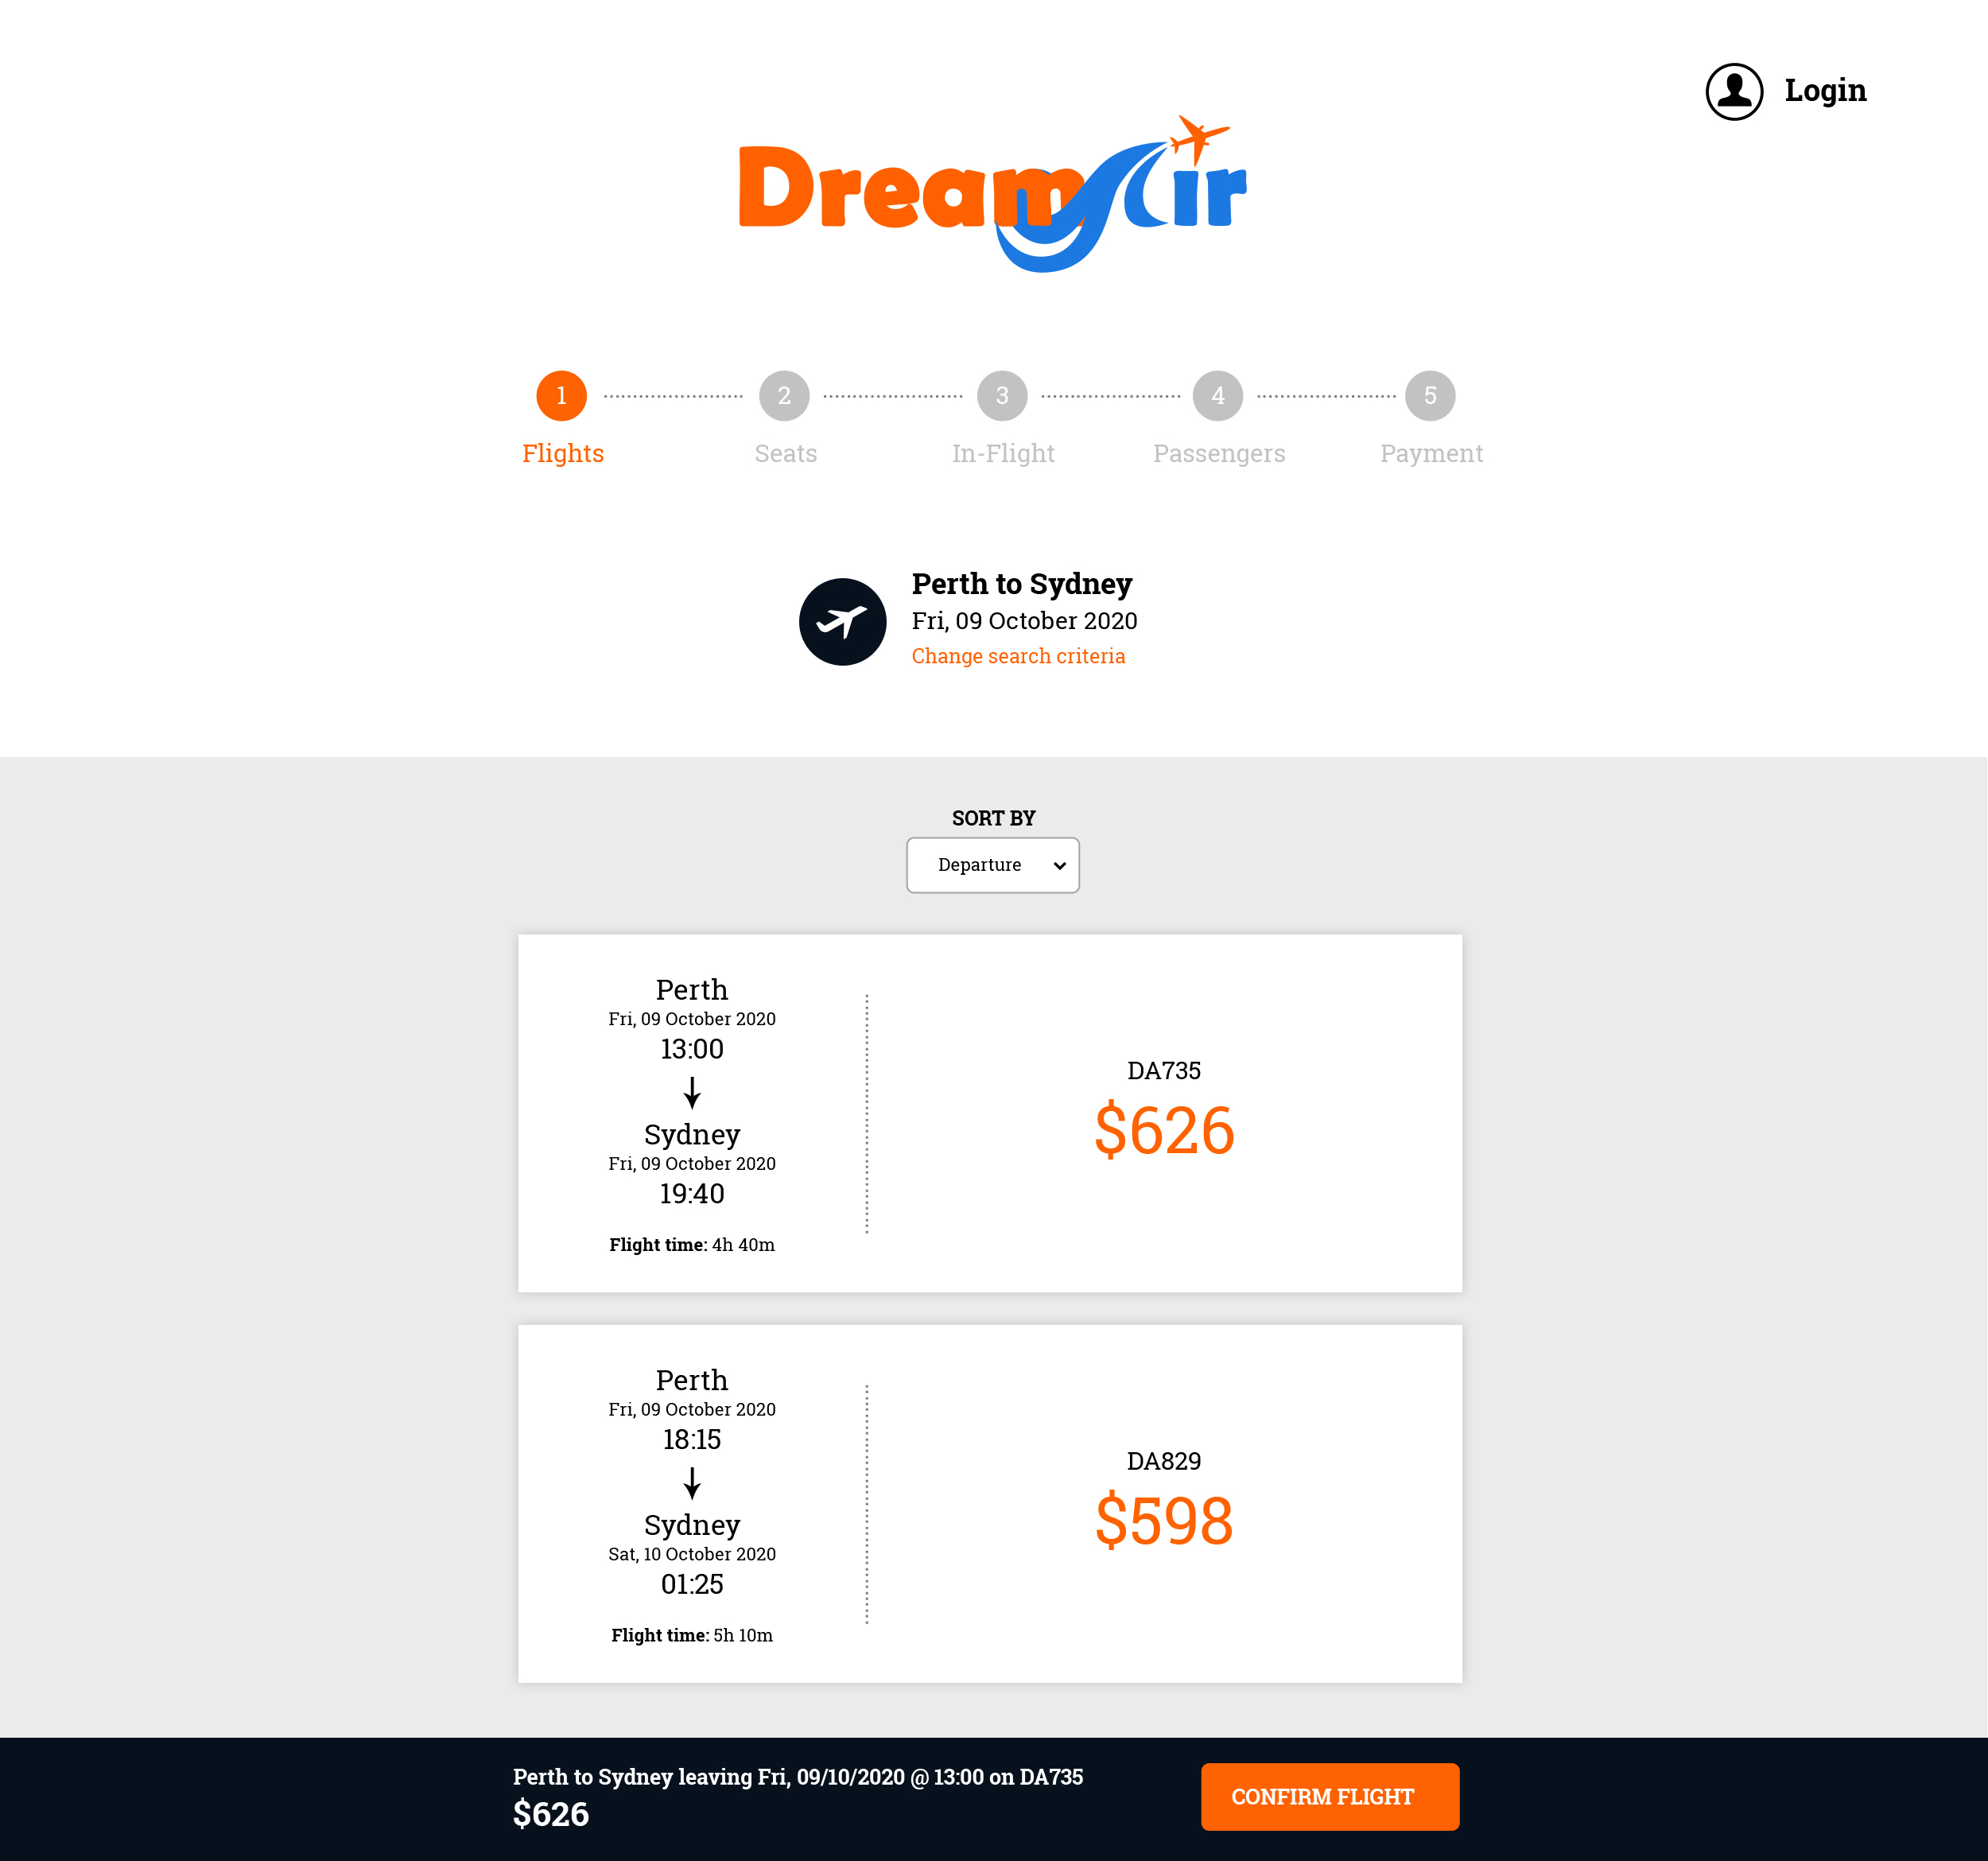 Login
DreamAir
1
2
3
4
5
Flights
Seats
In-Flight
Passengers
Payment
Perth to Sydney
Fri, 09 October 2020
Change search criteria
SORT BY
Departure
Perth
Fri, 09 October 2020
13:00
Sydney
Fri, 09 October 2020
19:40
Flight time: 4h 40m
DA735
$626
Perth
Fri, 09 October 2020
18:15
Sydney
Sat, 10 October 2020
01:25
Flight time: 5h 10m
DA829
$598
Perth to Sydney leaving Fri, 09/10/2020 @ 13:00 on DA735
$626
CONFIRM FLIGHT